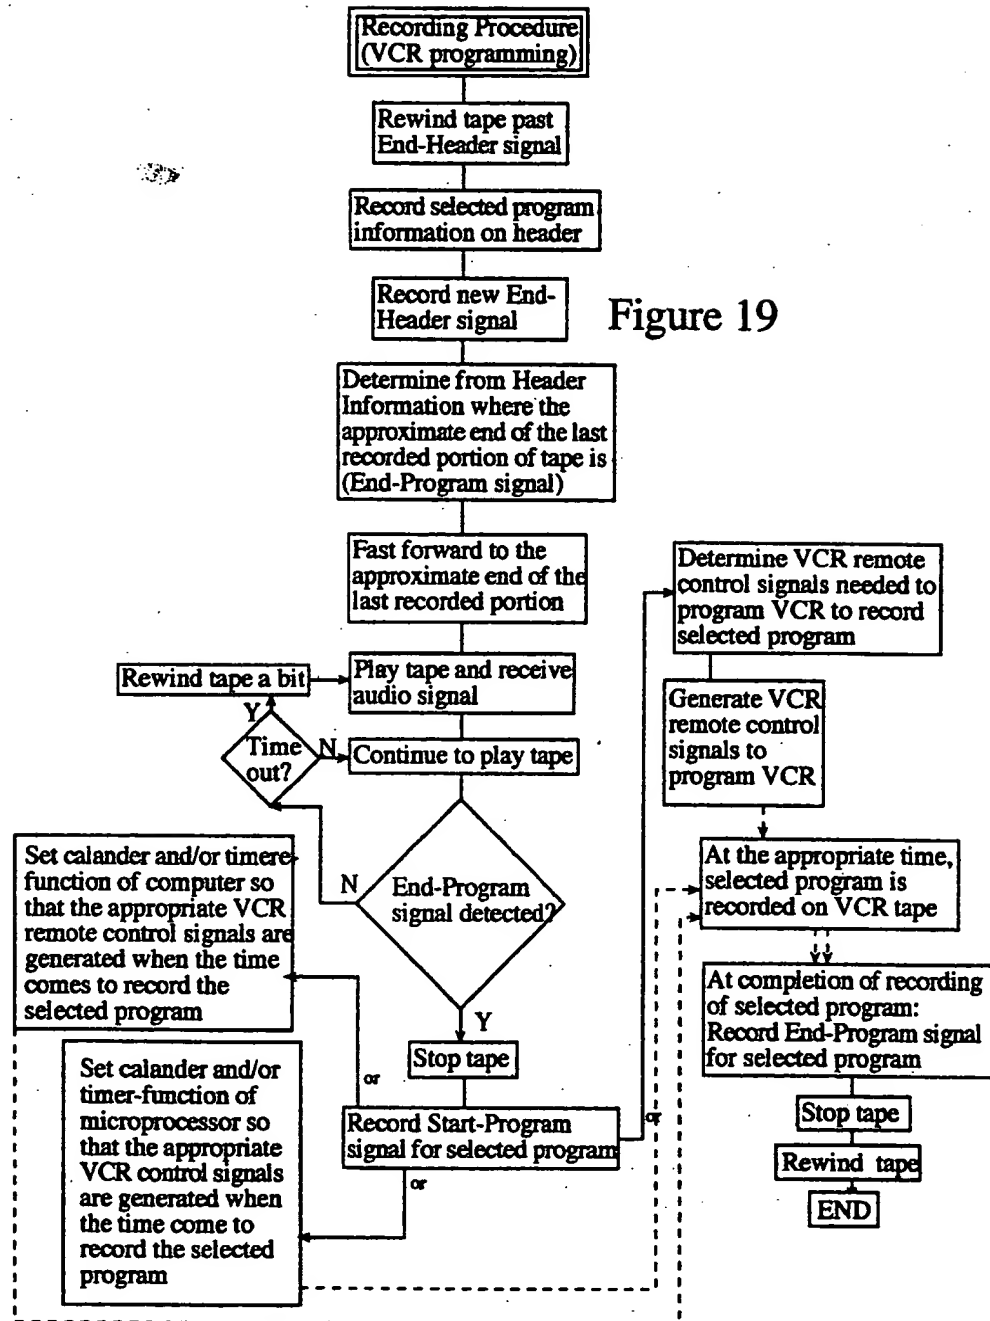 Recording Procedure
(VCR programming)
Rewind tape past
End-Header signal
Record selected program
information on header
Record new End-
Header signal
Figure 19
Determine from Header
Information where the
approximate end of the last
recorded portion of tape is
(End-Program signal)
Fast forward to the
approximate end of the
last recorded portion
Rewind tape a bit
Play tape and receive
audio signal
Y
Time
out?
N
Continue to play tape
N
End-Program
signal detected?
Y
Stop tape
Set calander and/or timere-
function of computer so
that the appropriate VCR
remote control signals are
generated when the time
comes to record the
selected program
or
Record Start-Program
signal for selected program
or
or
Set calander and/or
timer-function of
microprocessor so
that the appropriate
VCR control signals
are generated when
the time come to
record the selected
program
Determine VCR remote
control signals needed to
program VCR to record
selected program
Generate VCR
remote control
signals to
program VCR
At the appropriate time,
selected program is
recorded on VCR tape
At completion of recording
of selected program:
Record End-Program signal
for selected program
Stop tape
Rewind tape
END